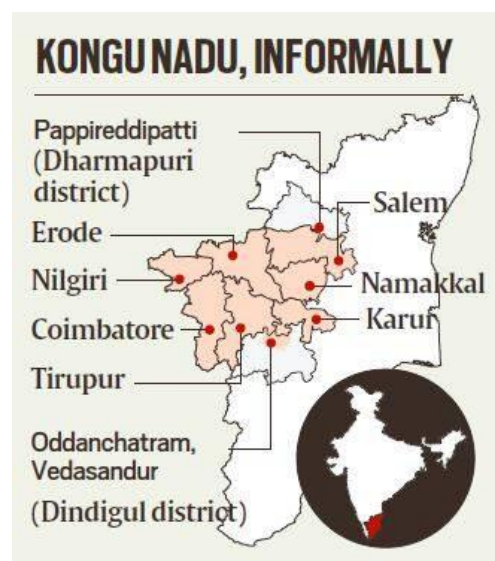 KONGU NADU, INFORMALLY
Pappireddipatti
(Dharmapuri
district)
Erode
Nilgiri
Coimbatore
Tirupur
Oddanchatram,
Vedasandur
(Dindigul district)
Salem
Namakkal
Karur